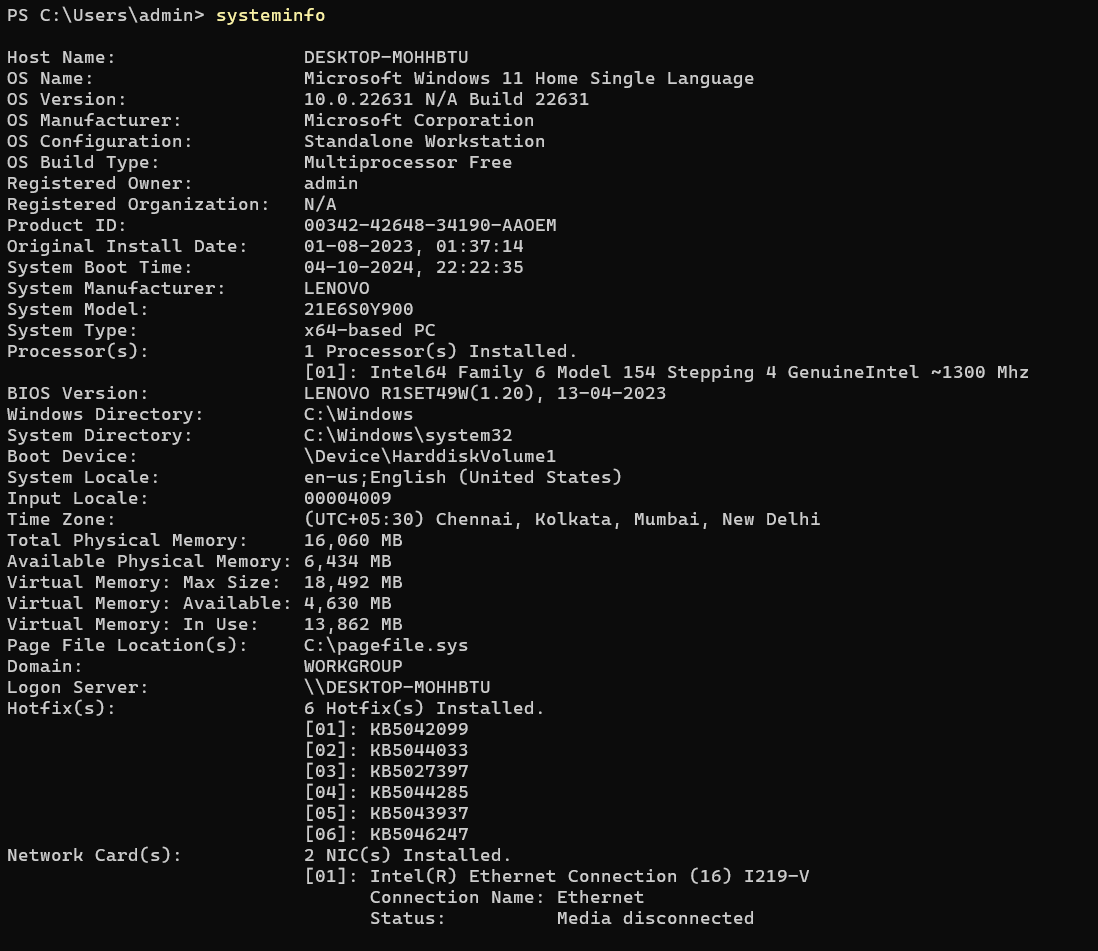 PS C:\Users\admin> systeminfo
Host Name: DESKTOP-MOHHBTU
OS Name: Microsoft Windows 11 Home Single Language
OS Version: 10.0.22631 N/A Build 22631
OS Manufacturer: Microsoft Corporation
OS Configuration: Standalone Workstation
OS Build Type: Multiprocessor Free
Registered Owner: admin
Registered Organization: N/A
Product ID: 00342-42648-34190-AAOEM
Original Install Date: 01-08-2023, 01:37:14
System Boot Time: 04-10-2024, 22:22:35
System Manufacturer: LENOVO
System Model: 21E6S0Y900
System Type: x64-based PC
Processor(s): 1 Processor(s) Installed.
[01]: Intel64 Family 6 Model 154 Stepping 4 GenuineIntel ~1300 Mhz
BIOS Version: LENOVO R1SET49W(1.20), 13-04-2023
Windows Directory: C:\Windows
System Directory: C:\Windows\system32
Boot Device: \Device\HarddiskVolume1
System Locale: en-us;English (United States)
Input Locale: 00004009
Time Zone: (UTC+05:30) Chennai, Kolkata, Mumbai, New Delhi
Total Physical Memory: 16,060 MB
Available Physical Memory: 6,434 MB
Virtual Memory: Max Size: 18,492 MB
Virtual Memory: Available: 4,630 MB
Virtual Memory: In Use: 13,862 MB
Page File Location(s): C:\pagefile.sys
Domain: WORKGROUP
Logon Server: \\DESKTOP-MOHHBTU
Hotfix(s): 6 Hotfix(s) Installed.
[01]: KB5042099
[02]: KB5044033
[03]: KB5027397
[04]: KB5044285
[05]: KB5043937
[06]: KB5046247
Network Card(s): 2 NIC(s) Installed.
[01]: Intel(R) Ethernet Connection (16) I219-V
Connection Name: Ethernet
Status: Media disconnected